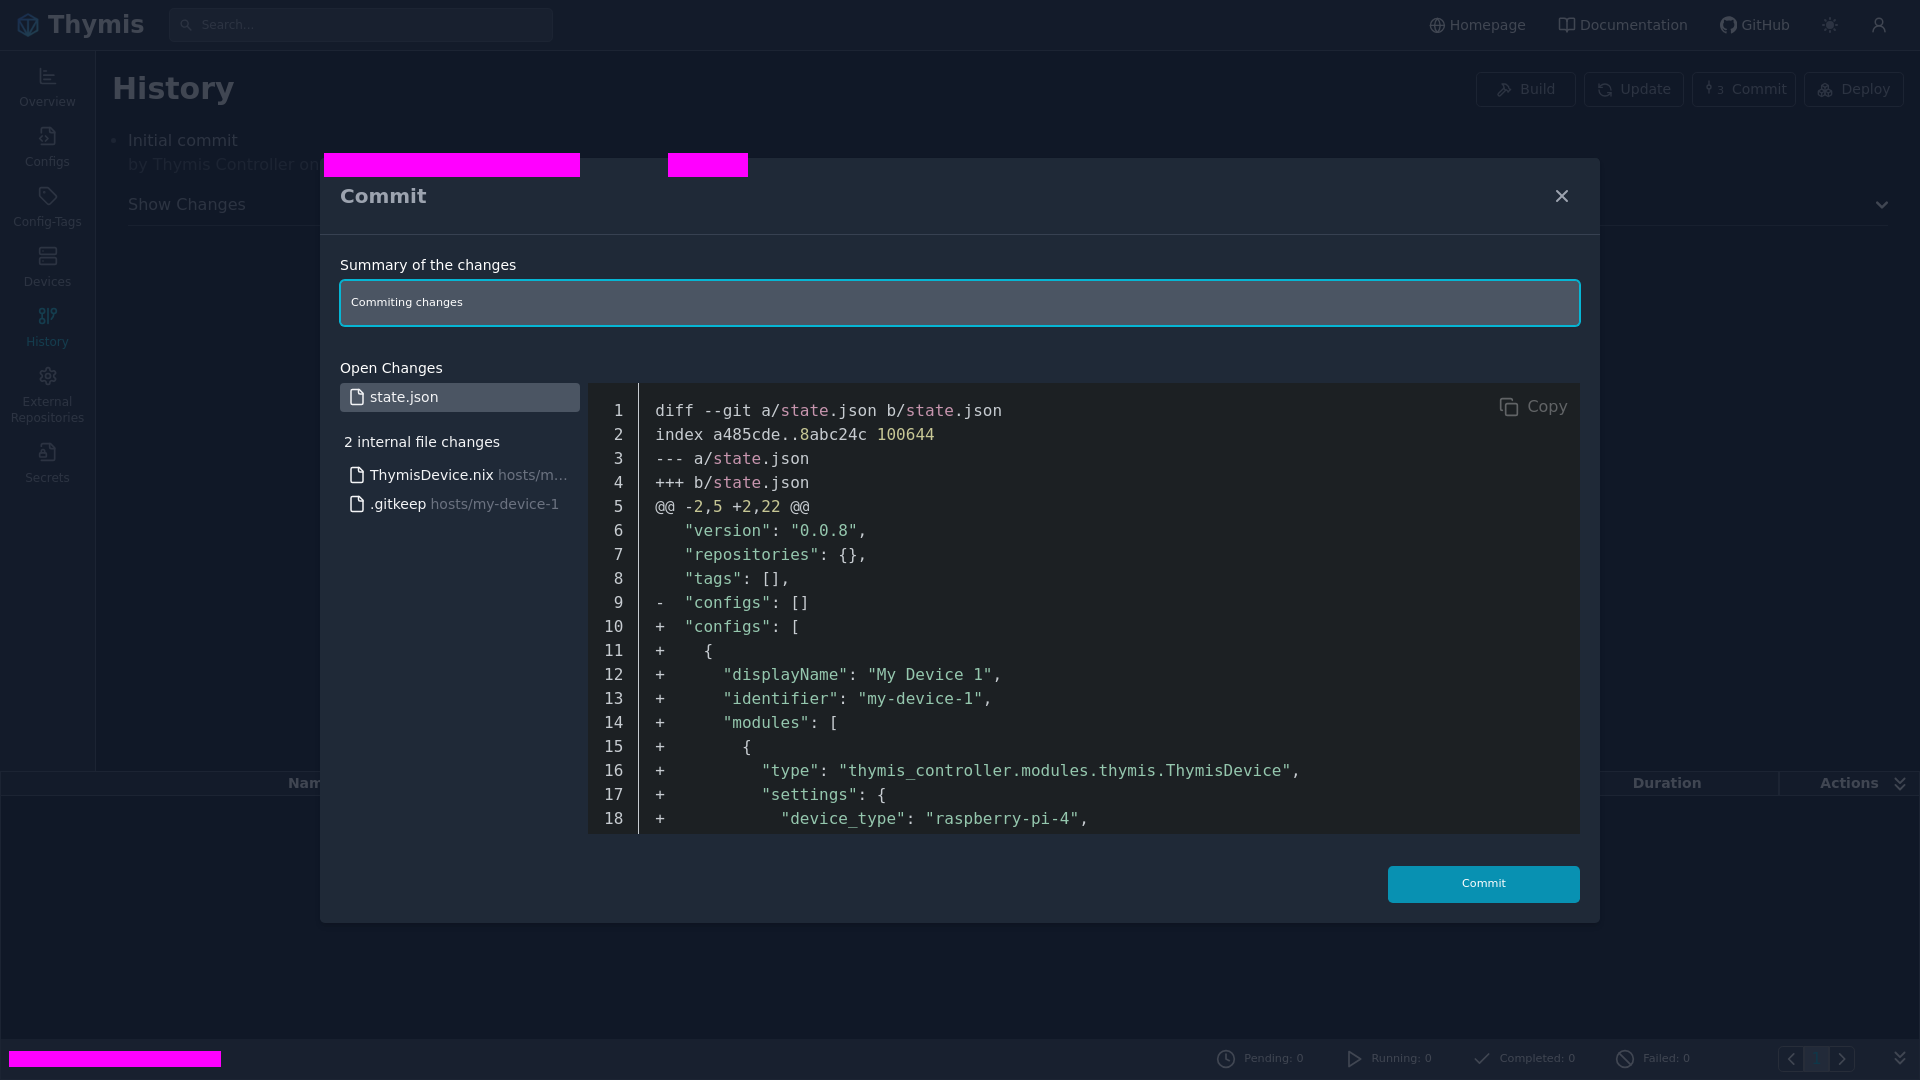 Thymis
Search...
Homepage
Documentation
GitHub
Overview
Configs
Config-Tags
Devices
History
External
Repositories
Secrets
History
Build
Update
3 Commit
Deploy
Initial commit
by Thymis Controller on
Show Changes
Commit
Summary of the changes
Commiting changes
Open Changes
state.json
2 internal file changes
ThymisDevice.nix hosts/m...
.gitkeep hosts/my-device-1
Copy
1 diff --git a/state.json b/state.json
2 index a485cde..8abc24c 100644
3 --- a/state.json
4 +++ b/state.json
5 @@ -2,5 +2,22 @@
6 "version": "0.0.8",
7 "repositories": {},
8 "tags": [],
9 - "configs": []
10 + "configs": [
11 + {
12 + "displayName": "My Device 1",
13 + "identifier": "my-device-1",
14 + "modules": [
15 + {
16 + "type": "thymis_controller.modules.thymis.ThymisDevice",
17 + "settings": {
18 + "device_type": "raspberry-pi-4",
Commit
Duration
Actions
Pending: 0
Running: 0
Completed: 0
Failed: 0